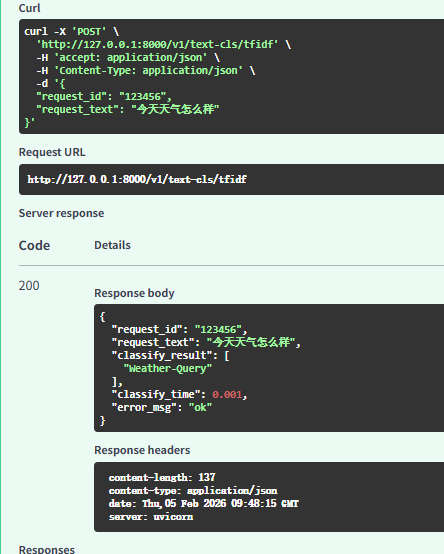 Curl
curl -X 'POST' \
'http://127.0.0.1:8000/v1/text-cls/tfidf' \
-H 'accept: application/json' \
-H 'Content-Type: application/json' \
-d '{
"request_id": "123456",
"request_text": "今天天气怎么样"
}'
Request URL
http://127.0.0.1:8000/v1/text-cls/tfidf
Server response
Code Details
200
Response body
{
"request_id": "123456",
"request_text": "今天天气怎么样",
"classify_result": [
"Weather-Query"
],
"classify_time": 0.001,
"error_msg": "ok"
}
Response headers
content-length: 137
content-type: application/json
date: Thu,05 Feb 2026 09:48:15 GMT
server: uvicorn
Responses